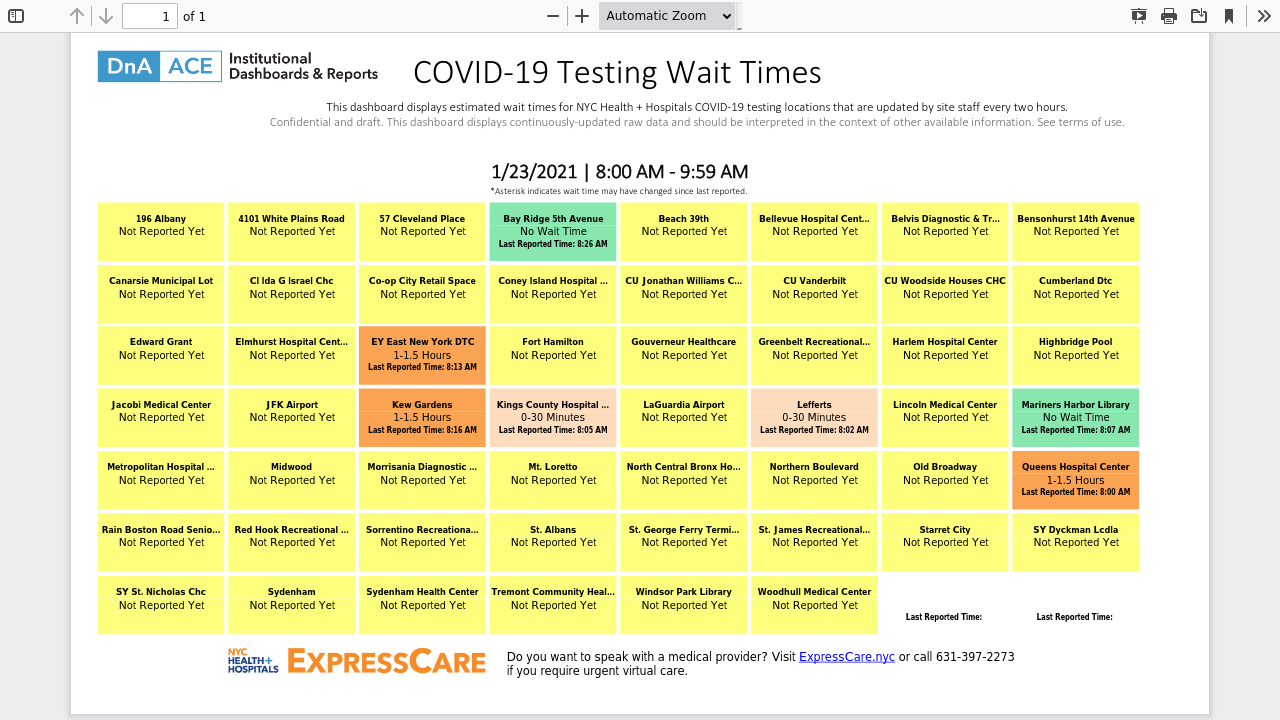 1 of 1 Automatic Zoom
DnA ACE Institutional Dashboards & Reports
COVID-19 Testing Wait Times
This dashboard displays estimated wait times for NYC Health + Hospitals COVID-19 testing locations that are updated by site staff every two hours.
Confidential and draft. This dashboard displays continuously-updated raw data and should be interpreted in the context of other available information. See terms of use.
1/23/2021 | 8:00 AM - 9:59 AM
*Asterisk indicates wait time may have changed since last reported.
196 Albany
Not Reported Yet
4101 White Plains Road
Not Reported Yet
57 Cleveland Place
Not Reported Yet
Bay Ridge 5th Avenue
No Wait Time
Last Reported Time: 8:26 AM
Beach 39th
Not Reported Yet
Bellevue Hospital Cent...
Not Reported Yet
Belvis Diagnostic & Tr...
Not Reported Yet
Bensonhurst 14th Avenue
Not Reported Yet
Canarsie Municipal Lot
Not Reported Yet
CI Ida G Israel Chc
Not Reported Yet
Co-op City Retail Space
Not Reported Yet
Coney Island Hospital ...
Not Reported Yet
CU Jonathan Williams C...
Not Reported Yet
CU Vanderbilt
Not Reported Yet
CU Woodside Houses CHC
Not Reported Yet
Cumberland Dtc
Not Reported Yet
Edward Grant
Not Reported Yet
Elmhurst Hospital Cent...
Not Reported Yet
EY East New York DTC
1-1.5 Hours
Last Reported Time: 8:13 AM
Fort Hamilton
Not Reported Yet
Gouverneur Healthcare
Not Reported Yet
Greenbelt Recreational...
Not Reported Yet
Harlem Hospital Center
Not Reported Yet
Highbridge Pool
Not Reported Yet
Jacobi Medical Center
Not Reported Yet
JFK Airport
Not Reported Yet
Kew Gardens
1-1.5 Hours
Last Reported Time: 8:16 AM
Kings County Hospital ...
0-30 Minutes
Last Reported Time: 8:05 AM
LaGuardia Airport
Not Reported Yet
Lefferts
0-30 Minutes
Last Reported Time: 8:02 AM
Lincoln Medical Center
Not Reported Yet
Mariners Harbor Library
No Wait Time
Last Reported Time: 8:07 AM
Metropolitan Hospital ...
Not Reported Yet
Midwood
Not Reported Yet
Morrisania Diagnostic ...
Not Reported Yet
Mt. Loretto
Not Reported Yet
North Central Bronx Ho...
Not Reported Yet
Northern Boulevard
Not Reported Yet
Old Broadway
Not Reported Yet
Queens Hospital Center
1-1.5 Hours
Last Reported Time: 8:00 AM
Rain Boston Road Senio...
Not Reported Yet
Red Hook Recreational ...
Not Reported Yet
Sorrentino Recreationa...
Not Reported Yet
St. Albans
Not Reported Yet
St. George Ferry Termi...
Not Reported Yet
St. James Recreational...
Not Reported Yet
Starret City
Not Reported Yet
SY Dyckman Lcdla
Not Reported Yet
SY St. Nicholas Chc
Not Reported Yet
Sydenham
Not Reported Yet
Sydenham Health Center
Not Reported Yet
Tremont Community Heal...
Not Reported Yet
Windsor Park Library
Not Reported Yet
Woodhull Medical Center
Not Reported Yet
Last Reported Time:
Last Reported Time:
NYC HEALTH+ HOSPITALS
EXPRESSCARE
Do you want to speak with a medical provider? Visit ExpressCare.nyc or call 631-397-2273
if you require urgent virtual care.